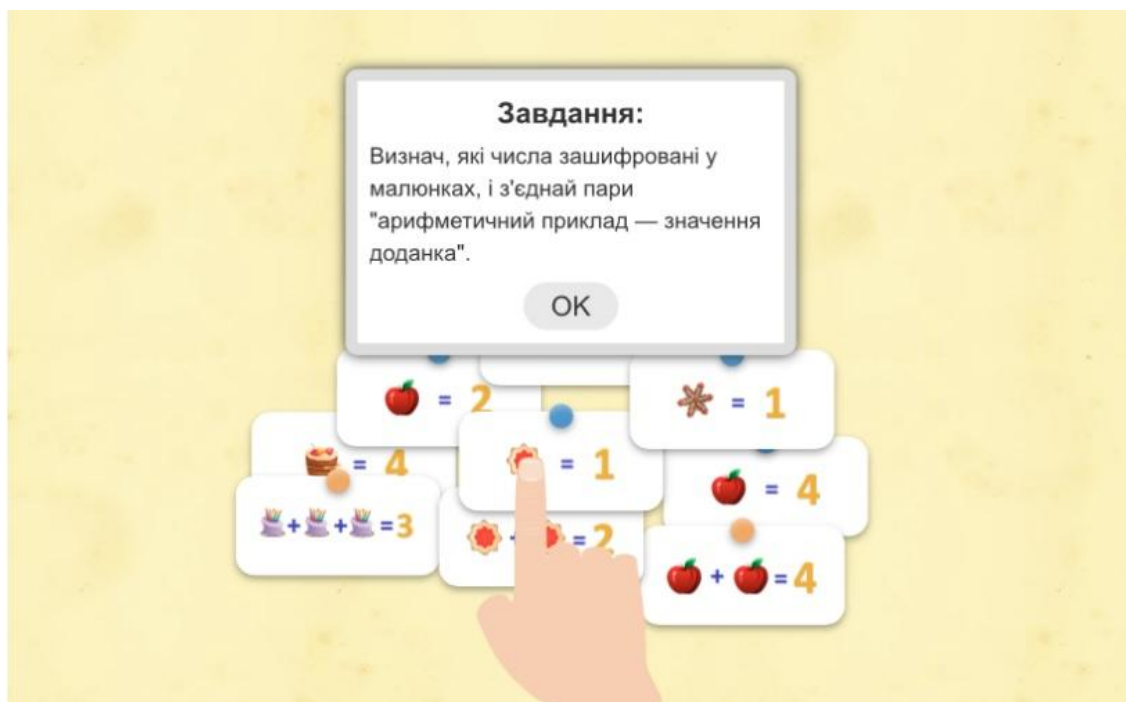 Завдання:
Визнач, які числа зашифровані у
малюнках, і з'єднай пари
"арифметичний приклад — значення
доданка".
OK
= 2
= 1
= 4
= 1
= 4
+ + = 3
+ = 2
+ = 4